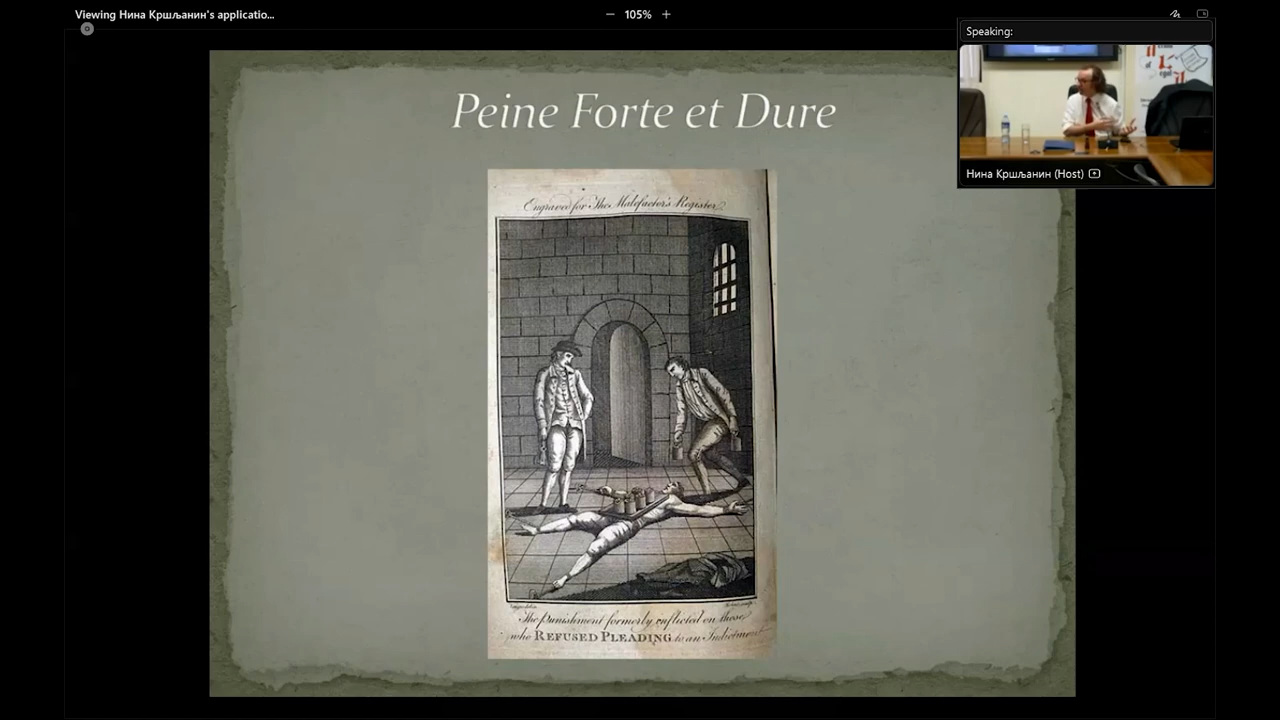 Viewing Нина Кршљанин's applicatio...
105%
Speaking:
Нина Кршљанин (Host)
Peine Forte et Dure
Engraved for The Malefactor's Register
The Punishment formerly inflicted on those
who REFUSED PLEADING to an Indictment